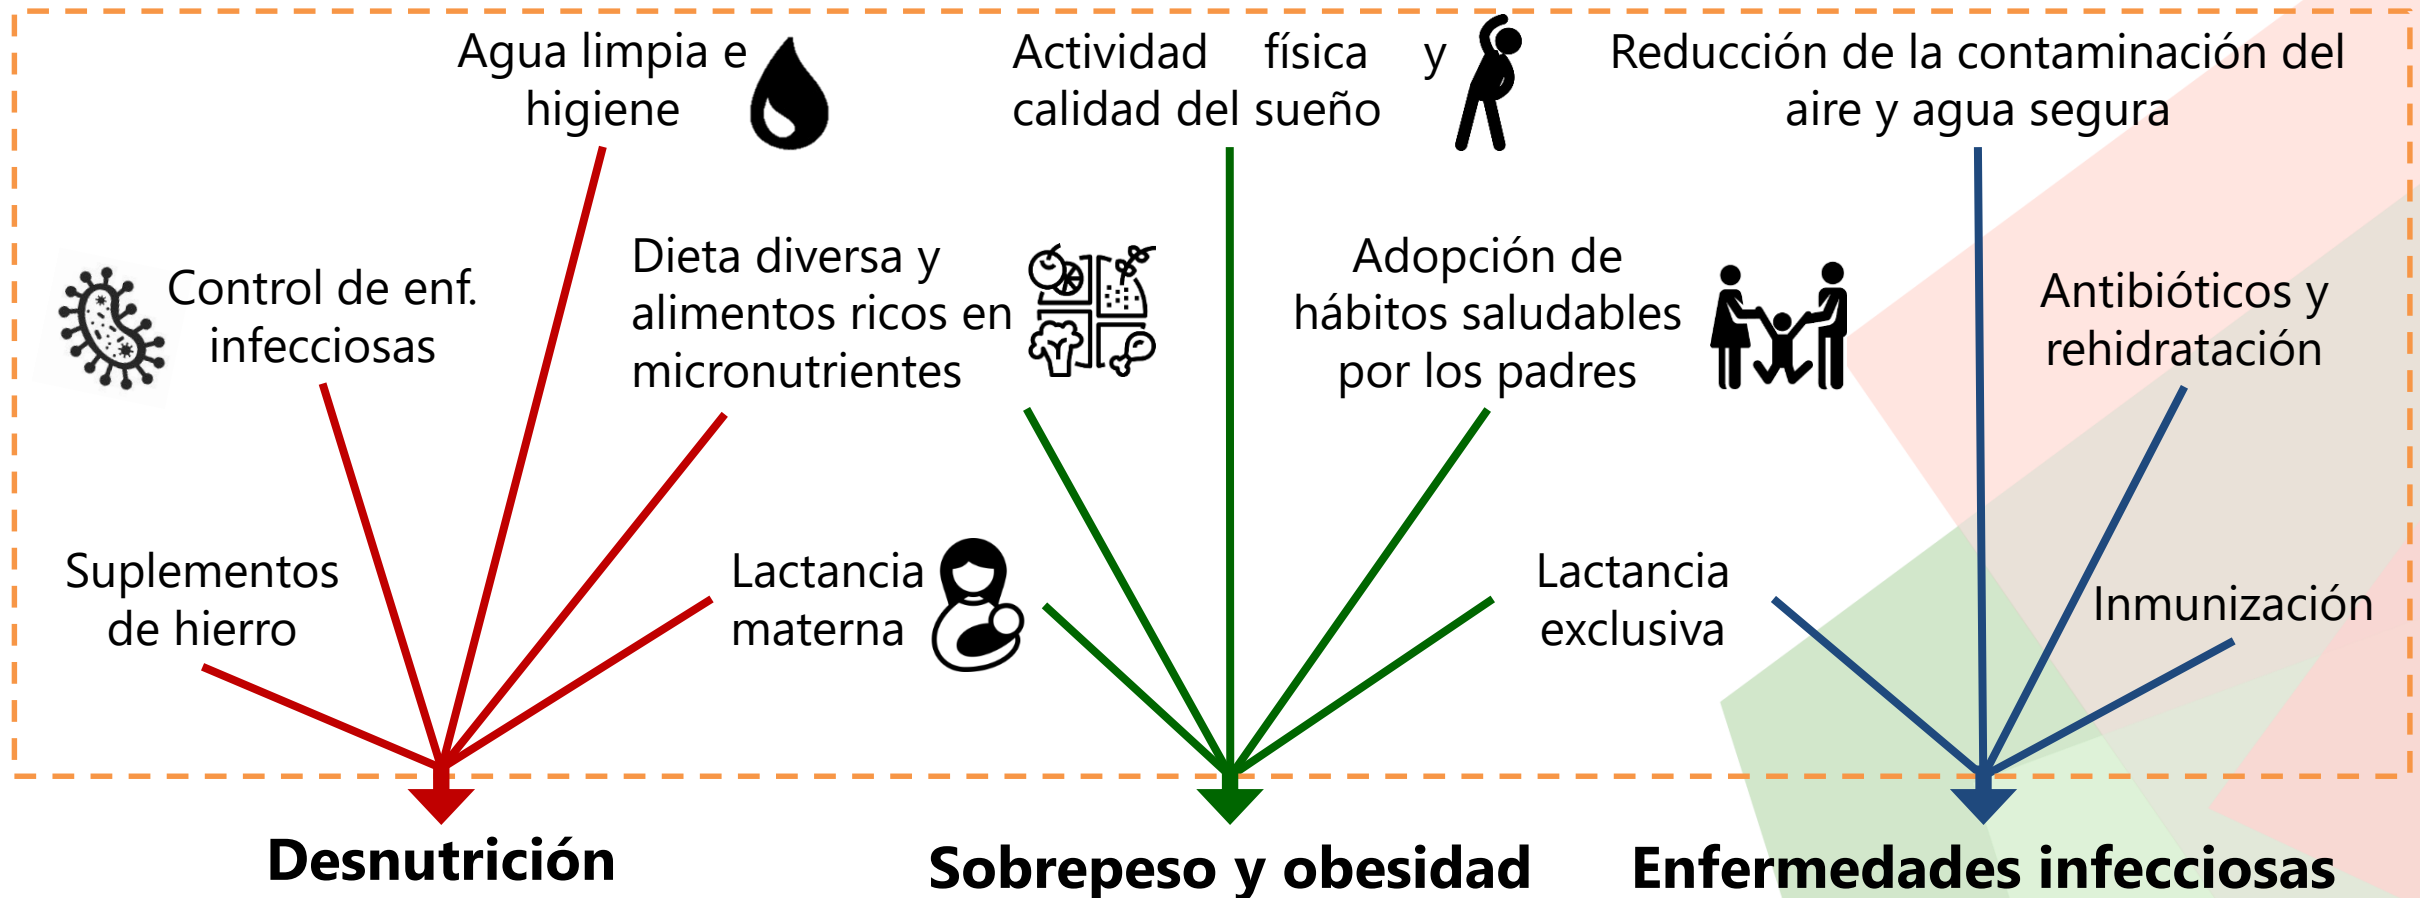 Agua limpia e
higiene
Actividad física y
calidad del sueño
Reducción de la contaminación del
aire y agua segura
Control de enf.
infecciosas
Dieta diversa y
alimentos ricos en
micronutrientes
Adopción de
hábitos saludables
por los padres
Antibióticos y
rehidratación
Suplementos
de hierro
Lactancia
materna
Lactancia
exclusiva
Inmunización
Desnutrición
Sobrepeso y obesidad
Enfermedades infecciosas